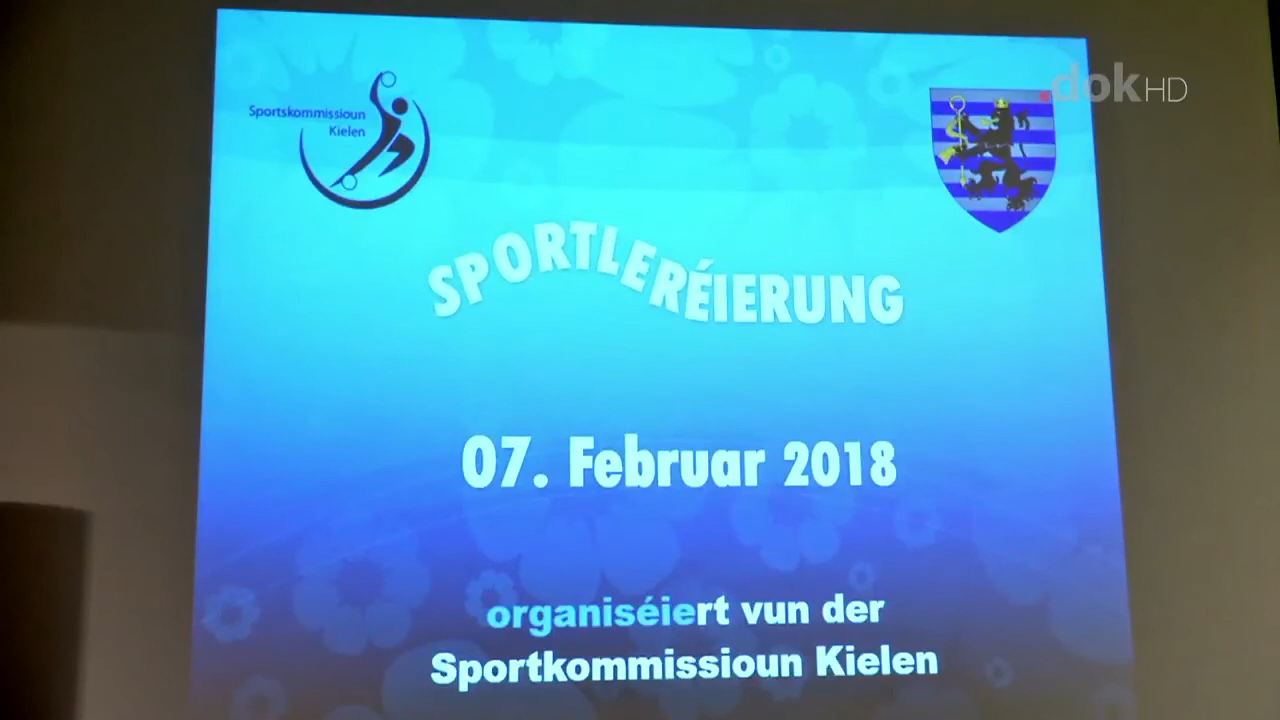 .dokHD
Sportskommissioun
Kielen
SPORTLERÉIERUNG
07. Februar 2018
organiséiert vun der
Sportkommissioun Kielen